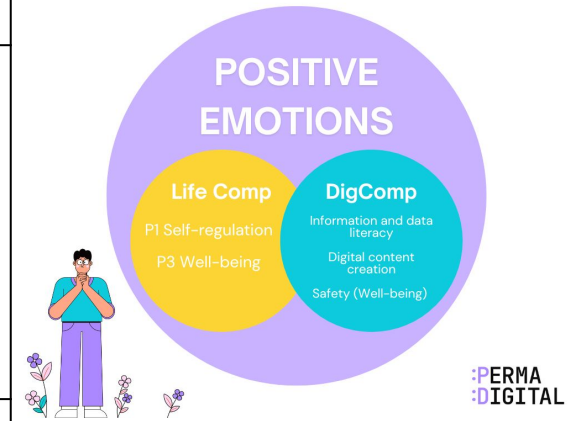 POSITIVE
EMOTIONS
Life Comp
P1 Self-regulation
P3 Well-being
DigComp
Information and data
literacy
Digital content
creation
Safety (Well-being)
:PERMA
:DIGITAL